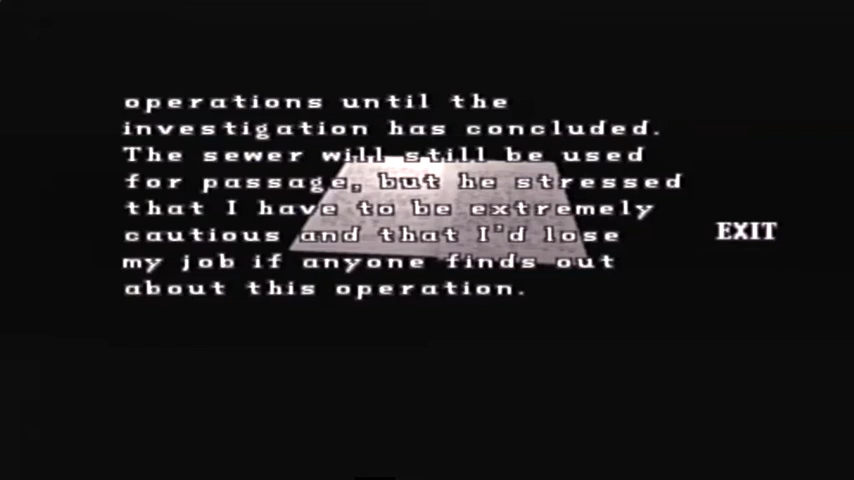 operations until the
investigation has concluded.
The sewer will still be used
for passage, but he stressed
that I have to be extremely
cautious and that I'd lose
my job if anyone finds out
about this operation.
EXIT